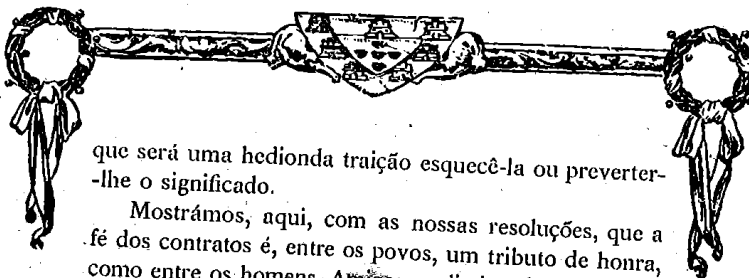 que será uma hedionda traição esquecê-la ou preverter-
-lhe o significado.
Mostrámos, aqui, com as nossas resoluções, que a
fé dos contratos é, entre os povos, um tributo de honra,
como entre os homens.